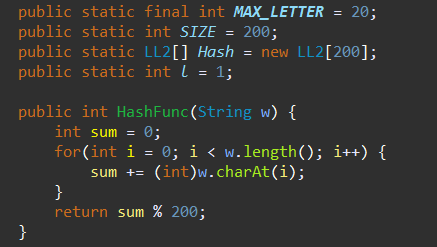 public static final int MAX_LETTER = 20;
public static int SIZE = 200;
public static LL2[] Hash = new LL2[200];
public static int l = 1;
public int HashFunc(String w) {
int sum = 0;
for(int i = 0; i < w.length(); i++) {
sum += (int)w.charAt(i);
}
return sum % 200;
}